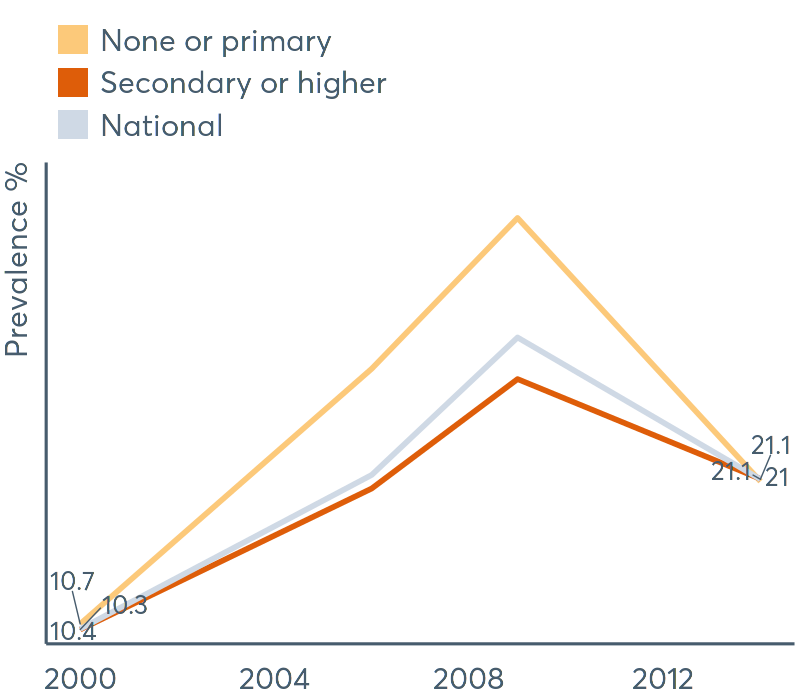 None or primary
Secondary or higher
National
Prevalence %
21.1
21.1
21
10.7
10.3
10.4
2000 2004 2008 2012